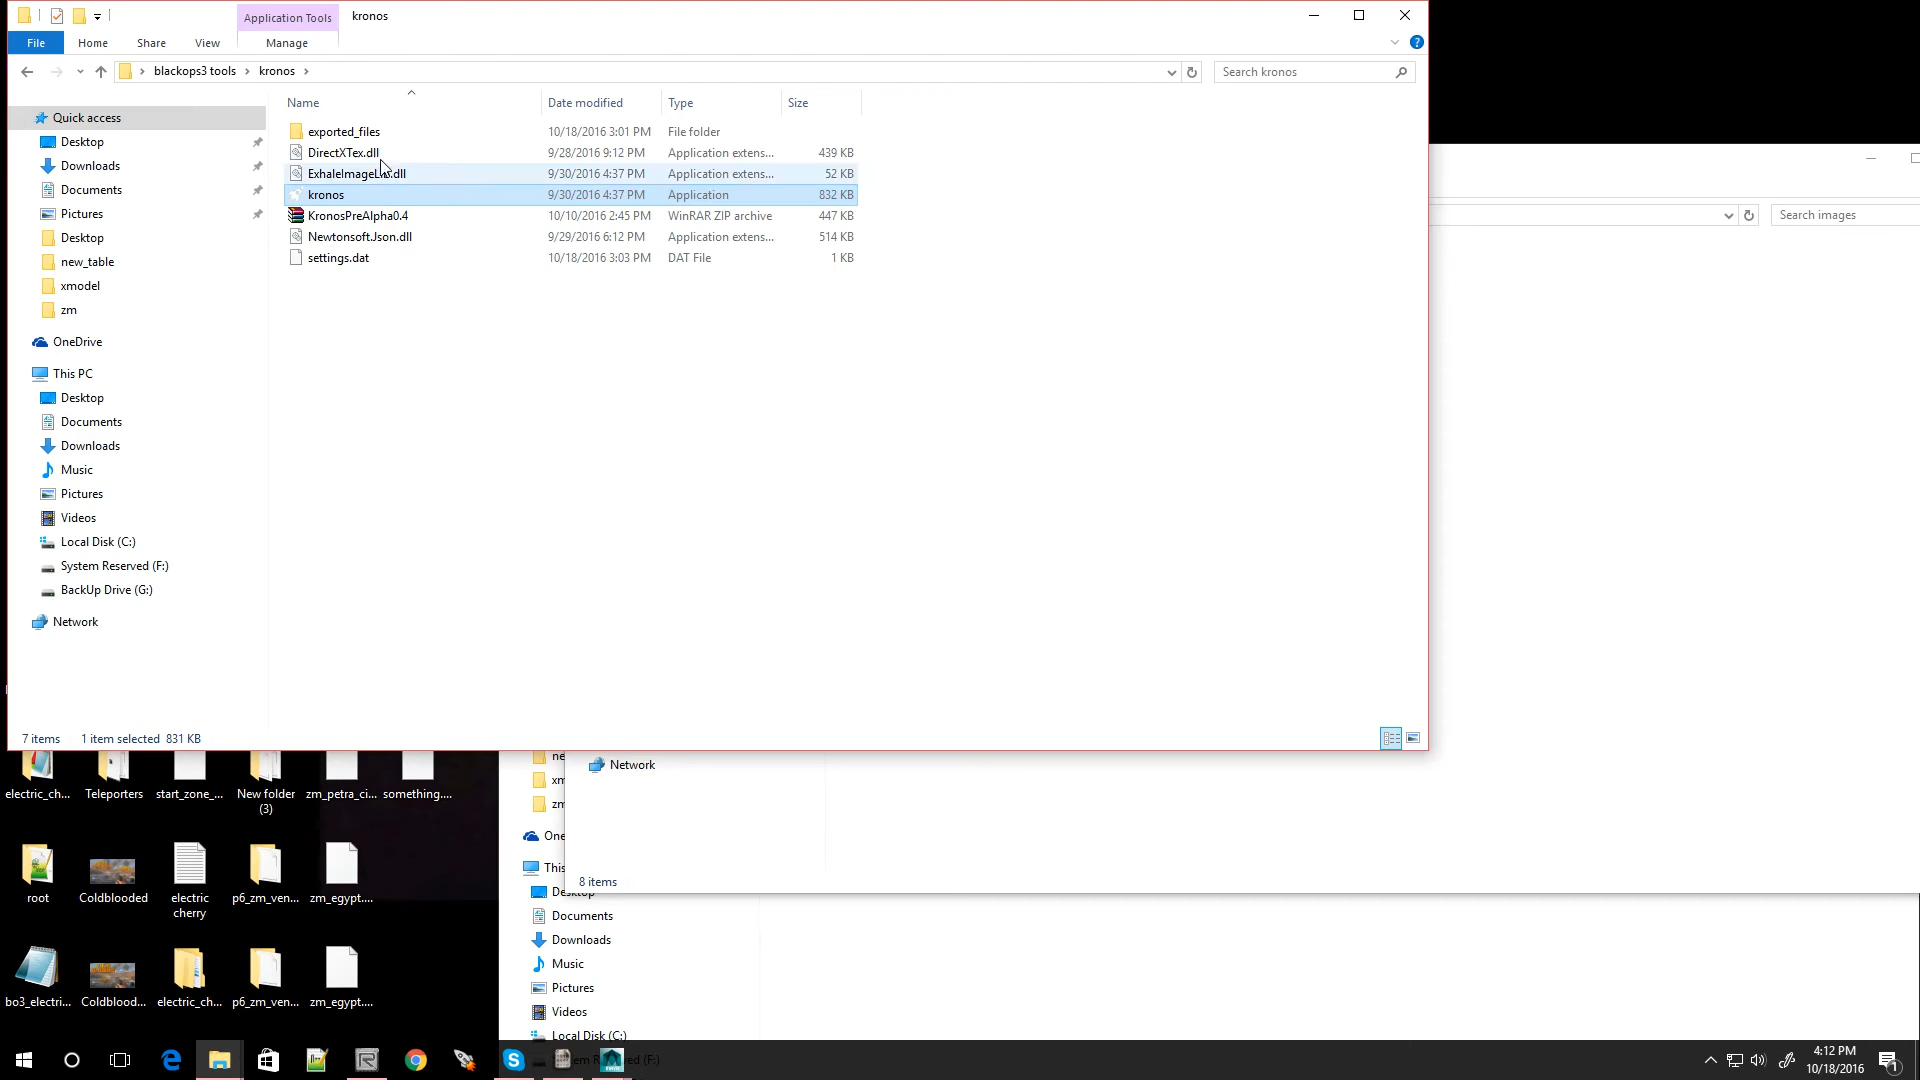 Application Tools
kronos
File
Home
Share
View
Manage
blackops3 tools
kronos
Search kronos
Name
Date modified
Type
Size
Quick access
Desktop
Downloads
Documents
Pictures
Desktop
new_table
xmodel
zm
OneDrive
This PC
Desktop
Documents
Downloads
Music
Pictures
Videos
Local Disk (C:)
System Reserved (F:)
BackUp Drive (G:)
Network
exported_files 10/18/2016 3:01 PM File folder
DirectXTex.dll 9/28/2016 9:12 PM Application extens... 439 KB
ExhaleImageLib.dll 9/30/2016 4:37 PM Application extens... 52 KB
kronos 9/30/2016 4:37 PM Application 832 KB
KronosPreAlpha0.4 10/10/2016 2:45 PM WinRAR ZIP archive 447 KB
Newtonsoft.Json.dll 9/29/2016 6:12 PM Application extens... 514 KB
settings.dat 10/18/2016 3:03 PM DAT File 1 KB
7 items 1 item selected 831 KB
Search images
Network
8 items
ne
xm
zm
One
This
Desktop
Documents
Downloads
Music
Pictures
Videos
Local Disk (C:)
electric_ch...
Teleporters
start_zone_...
New folder
(3)
zm_petra_ci...
something....
root
Coldblooded
electric
cherry
p6_zm_ven...
zm_egypt....
bo3_electri...
Coldblood...
electric_ch...
p6_zm_ven...
zm_egypt....
4:12 PM
10/18/2016
1